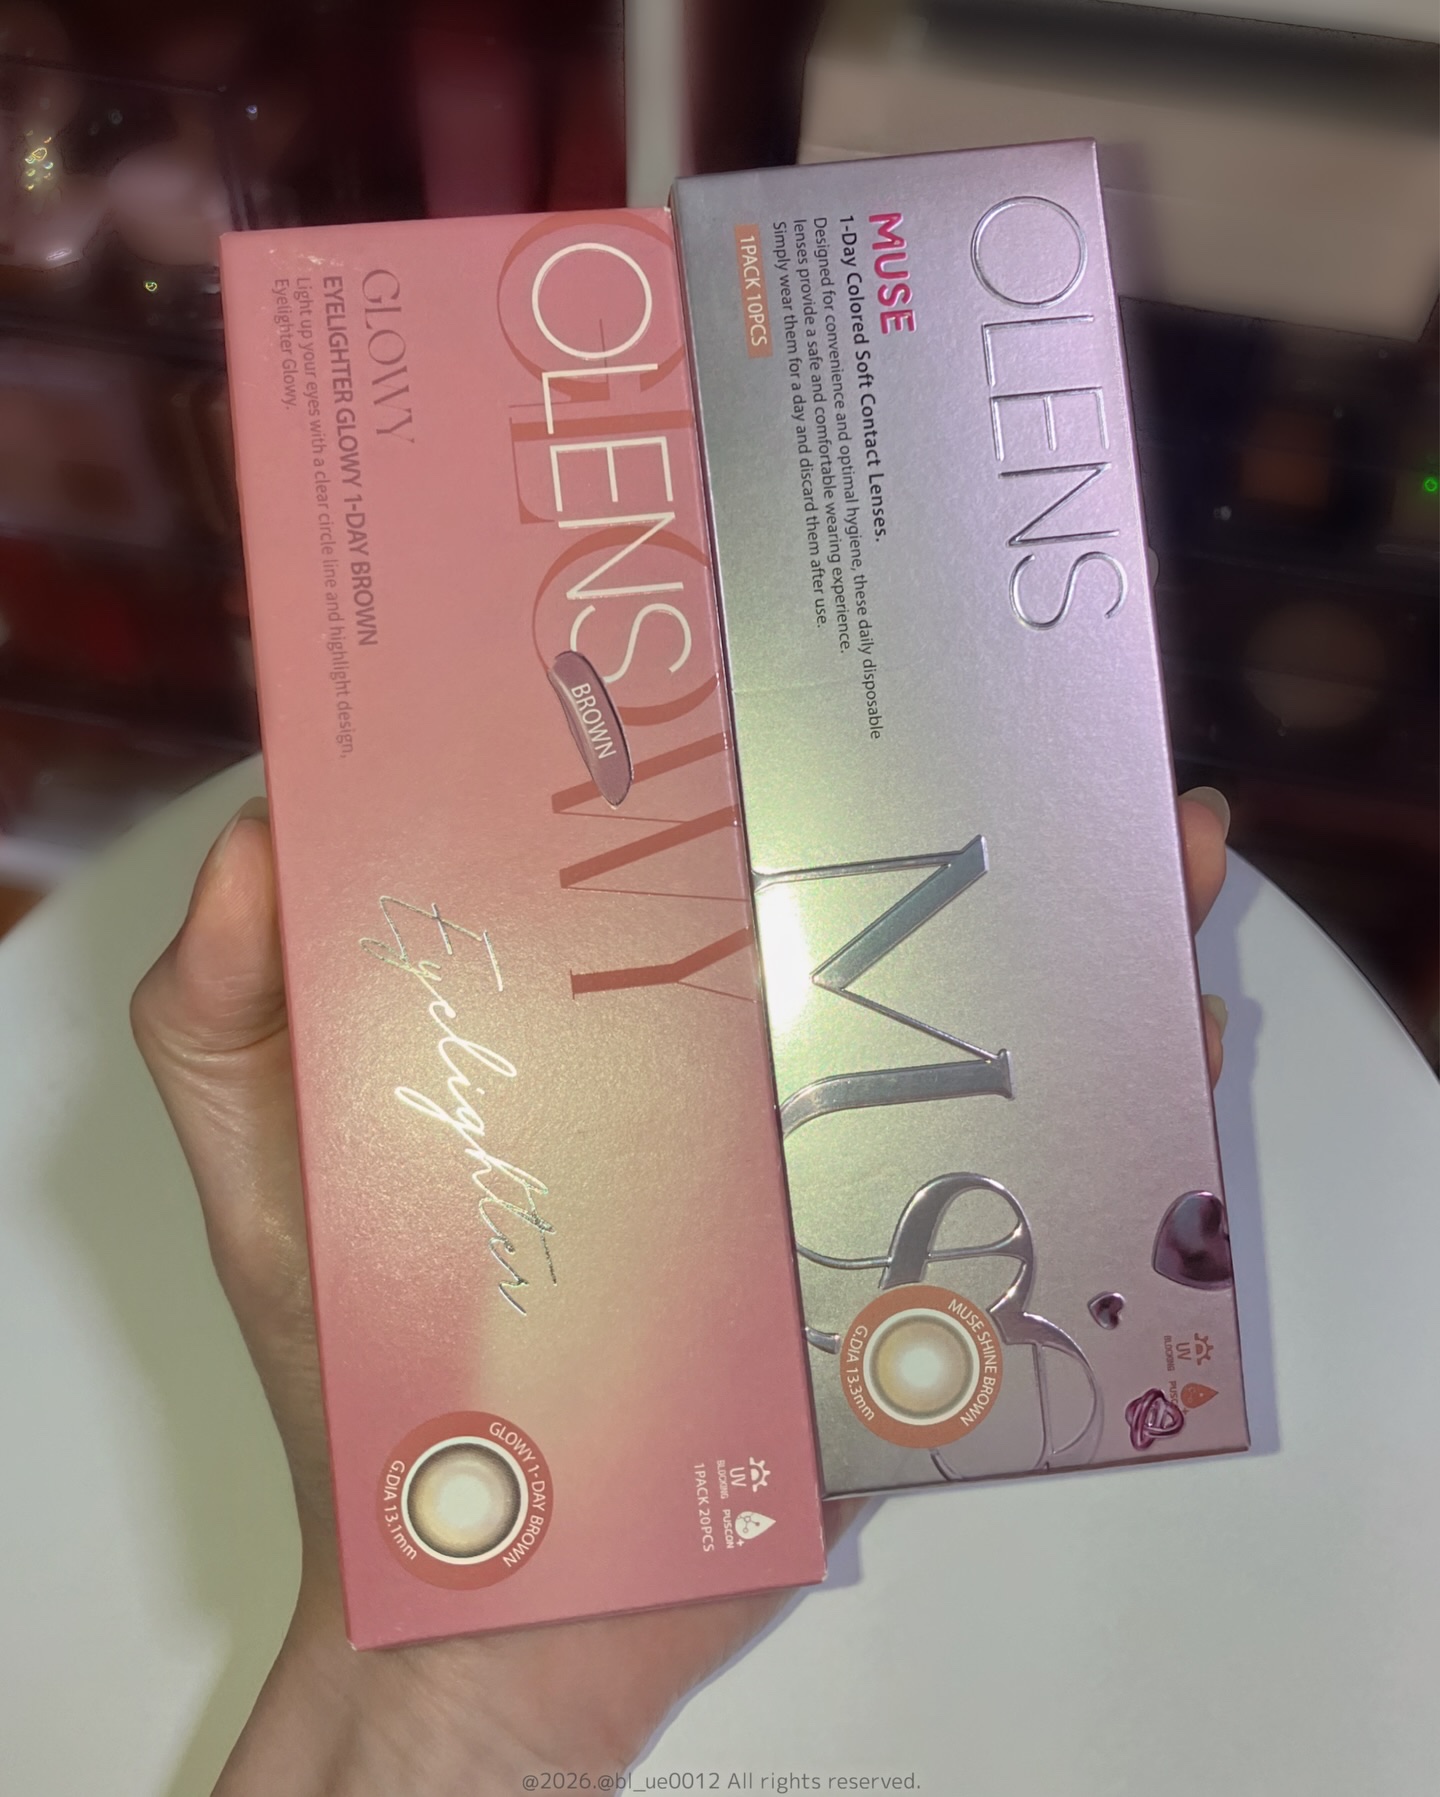 OLENS
GLOWY
BROWN
GLOWY
EYELIGHTER GLOWY 1-DAY BROWN
Light up your eyes with a clear circle line and highlight design,
Eyelighter Glowy.
Eyelighter
UV
BLOCKING
PUSCON
1PACK 20PCS
GLOWY 1-DAY BROWN
G.DIA 13.1mm
OLENS
MUSE
1-Day Colored Soft Contact Lenses.
Designed for convenience and optimal hygiene, these daily disposable
lenses provide a safe and comfortable wearing experience.
Simply wear them for a day and discard them after use.
1PACK 10PCS
Muse
UV
BLOCKING
MUSE SHINE BROWN
G.DIA 13.3mm
@2026.@bl_ue0012 All rights reserved.